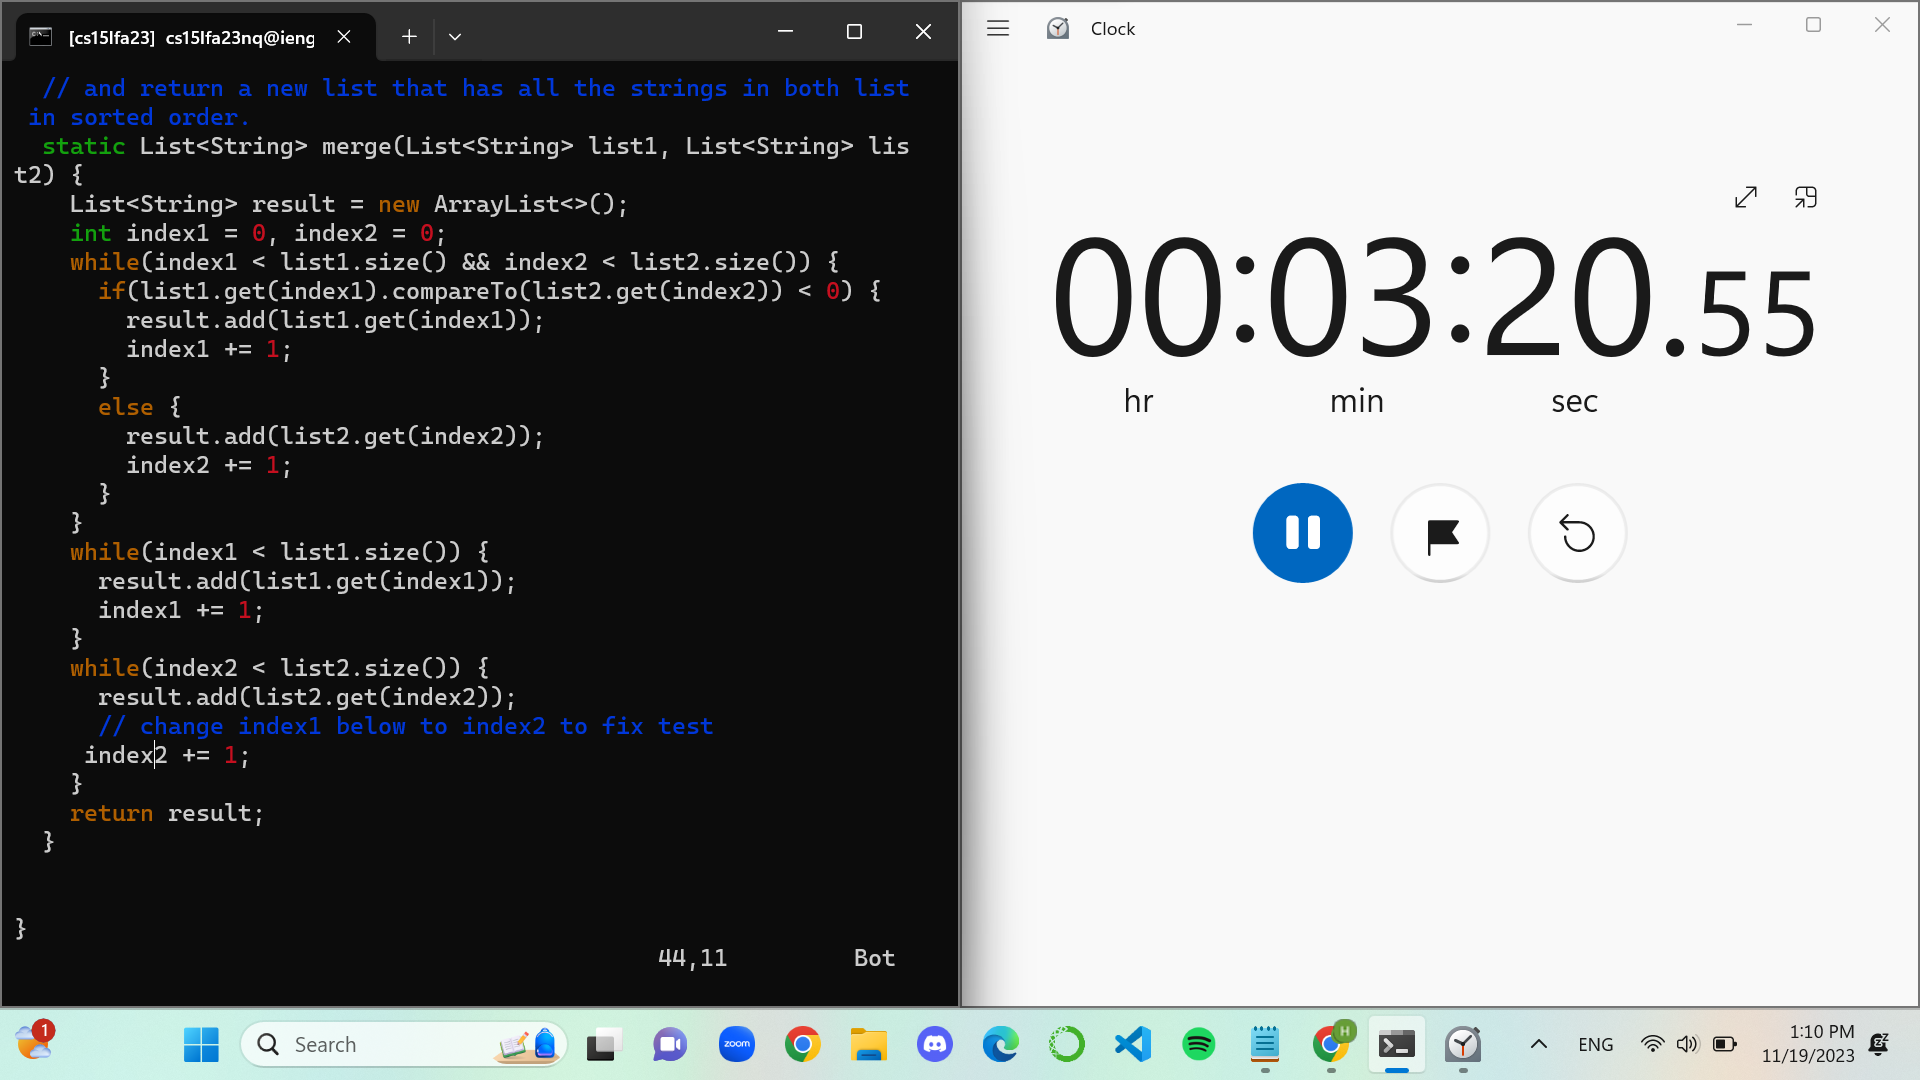 [cs15lfa23] cs15lfa23nq@ieng
// and return a new list that has all the strings in both list
in sorted order.
static List<String> merge(List<String> list1, List<String> lis
t2) {
List<String> result = new ArrayList<>();
int index1 = 0, index2 = 0;
while(index1 < list1.size() && index2 < list2.size()) {
if(list1.get(index1).compareTo(list2.get(index2)) < 0) {
result.add(list1.get(index1));
index1 += 1;
}
else {
result.add(list2.get(index2));
index2 += 1;
}
}
while(index1 < list1.size()) {
result.add(list1.get(index1));
index1 += 1;
}
while(index2 < list2.size()) {
result.add(list2.get(index2));
// change index1 below to index2 to fix test
index2 += 1;
}
return result;
}
}
44,11 Bot
Clock
00:03:20.55
hr min sec
1
Search
zoom
H
ENG
1:10 PM
11/19/2023